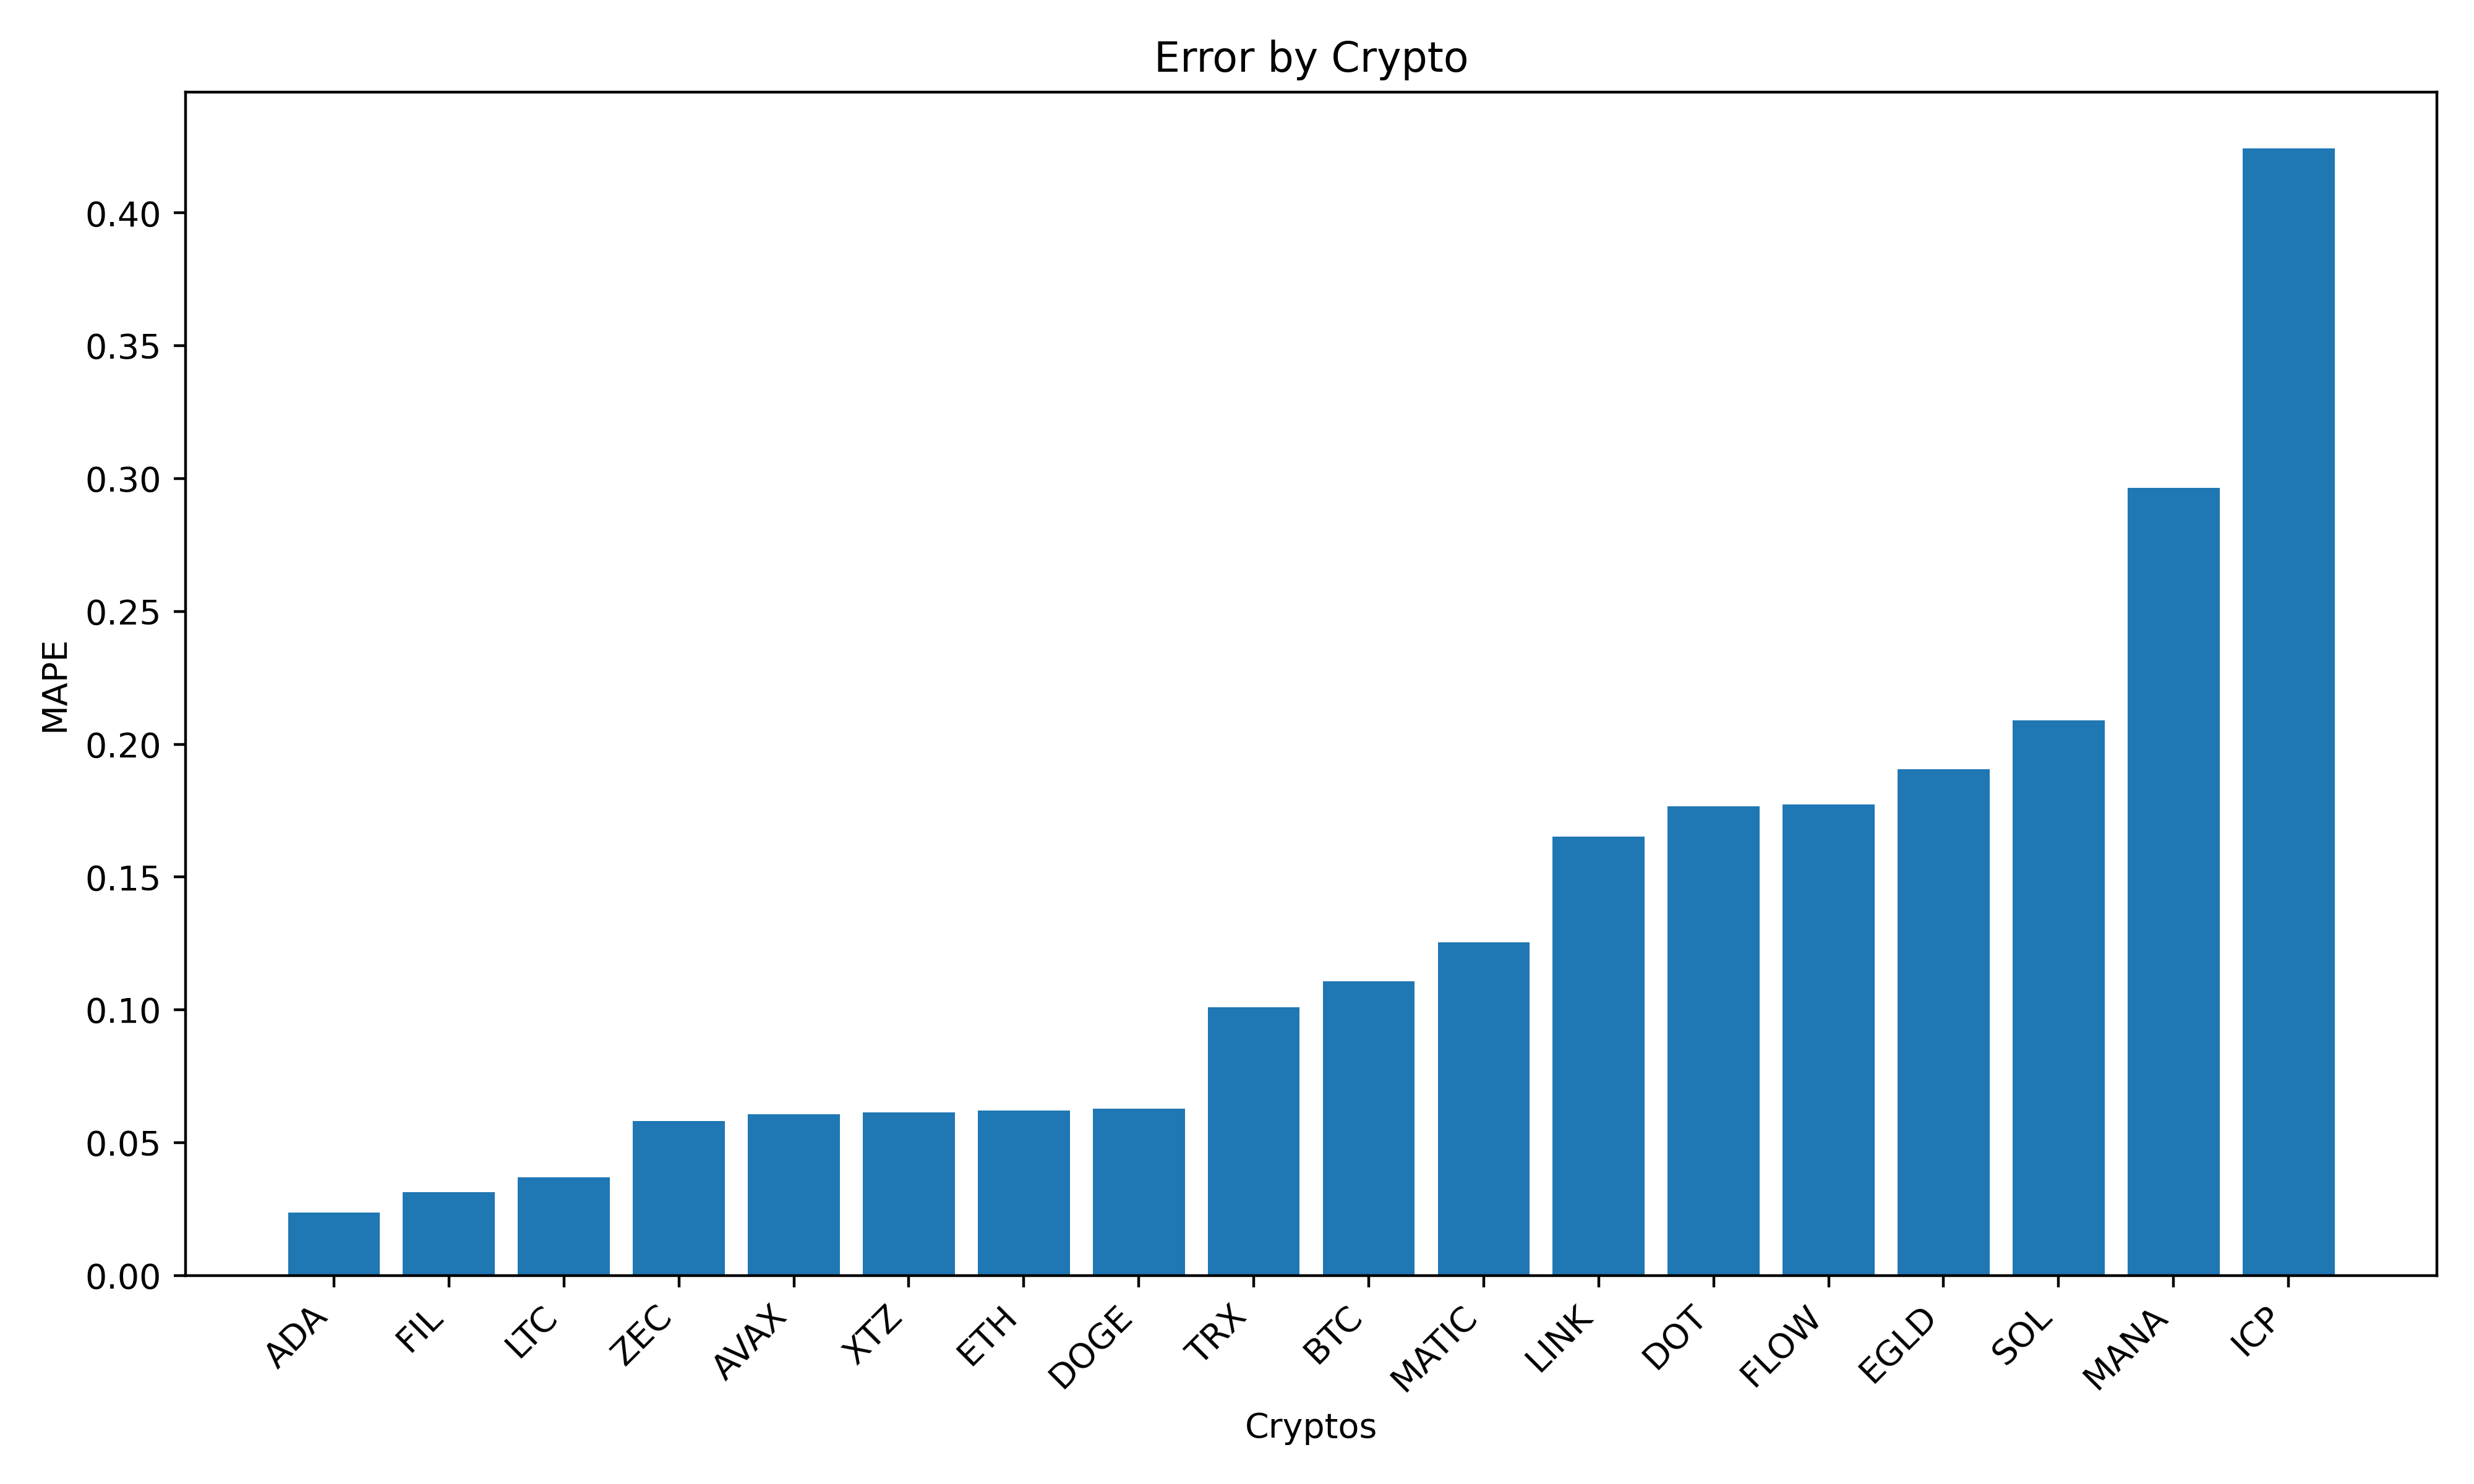 Error by Crypto
MAPE
0.40
0.35
0.30
0.25
0.20
0.15
0.10
0.05
0.00
ADA
FIL
LTC
ZEC
AVAX
XTZ
ETH
DOGE
TRX
BTC
MATIC
LINK
DOT
FLOW
EGLD
SOL
MANA
ICP
Cryptos